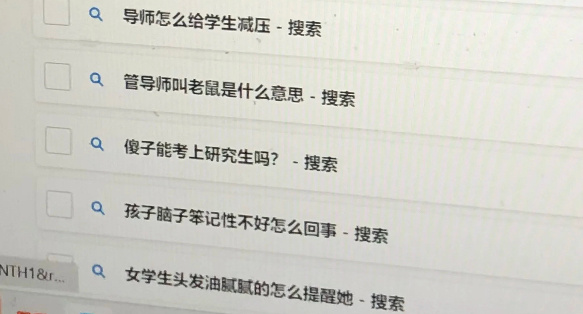 导师怎么给学生减压 - 搜索
管导师叫老鼠是什么意思 - 搜索
傻子能考上研究生吗? - 搜索
孩子脑子笨记性不好怎么回事 - 搜索
NTH1&r...
女学生头发油腻腻的怎么提醒她 - 搜索